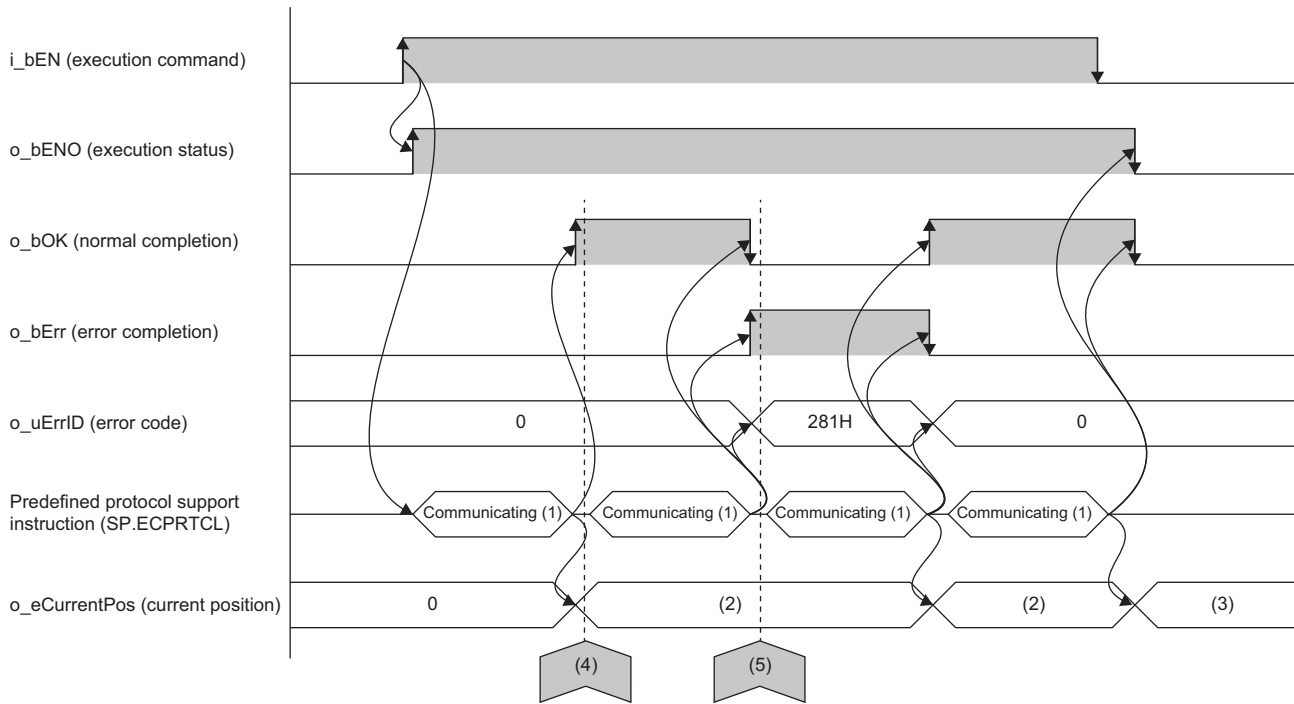 i_bEN (execution command)
o_bENO (execution status)
o_bOK (normal completion)
o_bErr (error completion)
o_uErrID (error code)
0
281H
0
Predefined protocol support
instruction (SP.ECPRTCL)
Communicating (1)
Communicating (1)
Communicating (1)
Communicating (1)
o_eCurrentPos (current position)
0
(2)
(2)
(3)
(4)
(5)